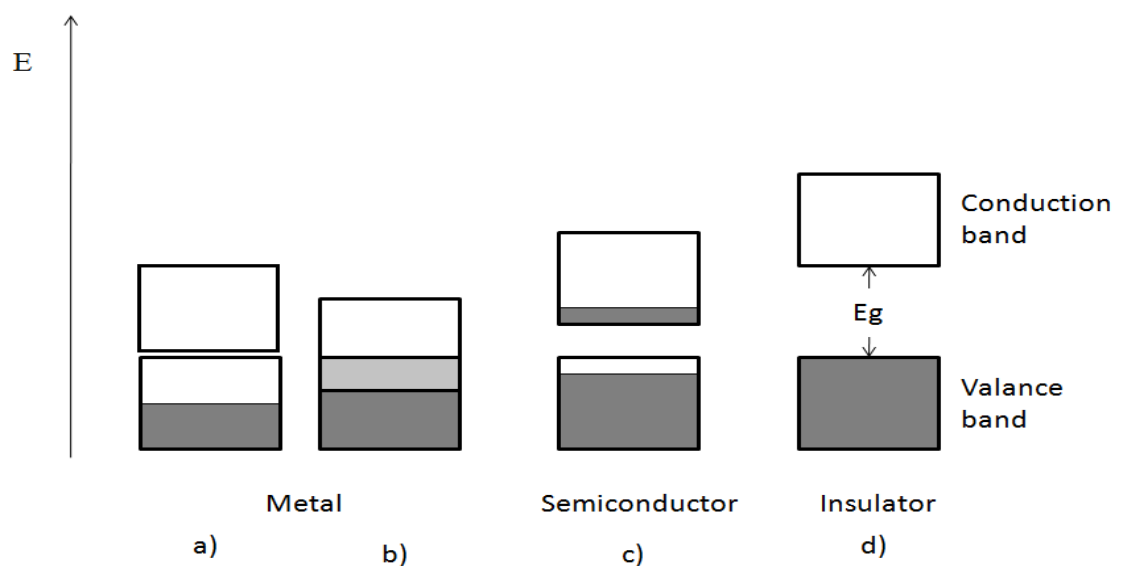 E
Conduction
band
Eg
Valance
band
Metal
Semiconductor
Insulator
a)
b)
c)
d)